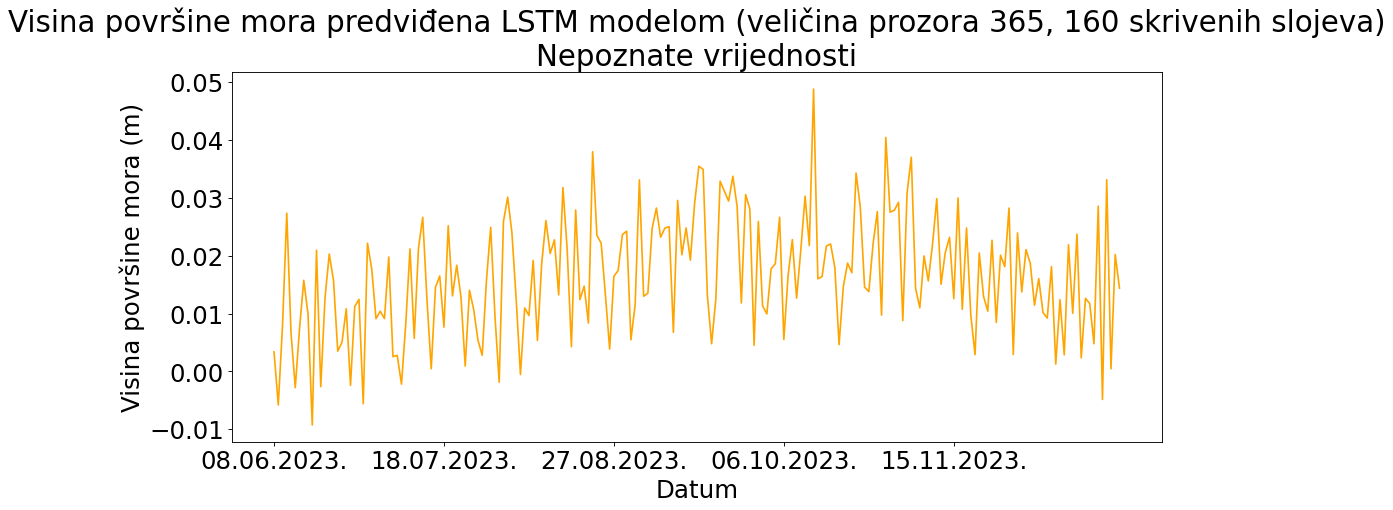 Visina površine mora predviđena LSTM modelom (veličina prozora 365, 160 skrivenih slojeva)
Nepoznate vrijednosti
Visina površine mora (m)
0.05
0.04
0.03
0.02
0.01
0.00
−0.01
08.06.2023. 18.07.2023. 27.08.2023. 06.10.2023. 15.11.2023.
Datum